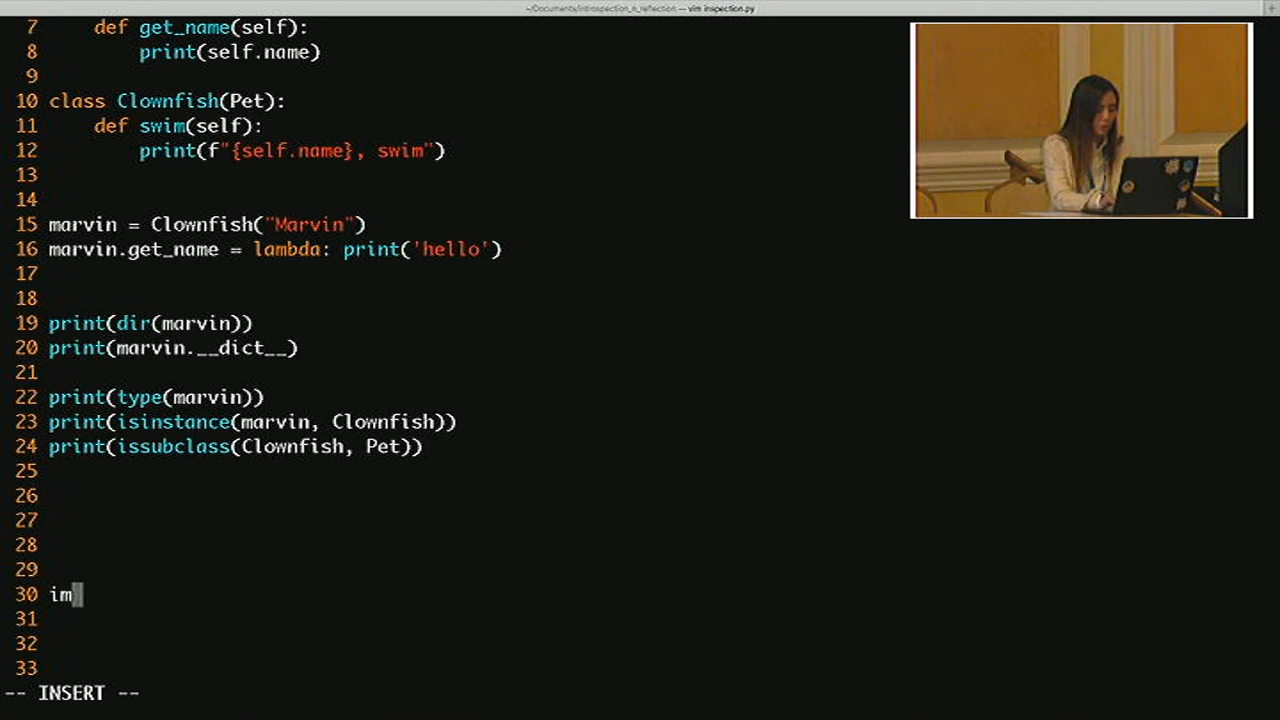 ~/Documents/introspection_n_reflection — vim inspection.py
7     def get_name(self):
8         print(self.name)
9
10 class Clownfish(Pet):
11     def swim(self):
12         print(f"{self.name}, swim")
13
14
15 marvin = Clownfish("Marvin")
16 marvin.get_name = lambda: print('hello')
17
18
19 print(dir(marvin))
20 print(marvin.__dict__)
21
22 print(type(marvin))
23 print(isinstance(marvin, Clownfish))
24 print(issubclass(Clownfish, Pet))
25
26
27
28
29
30 im
31
32
33
-- INSERT --